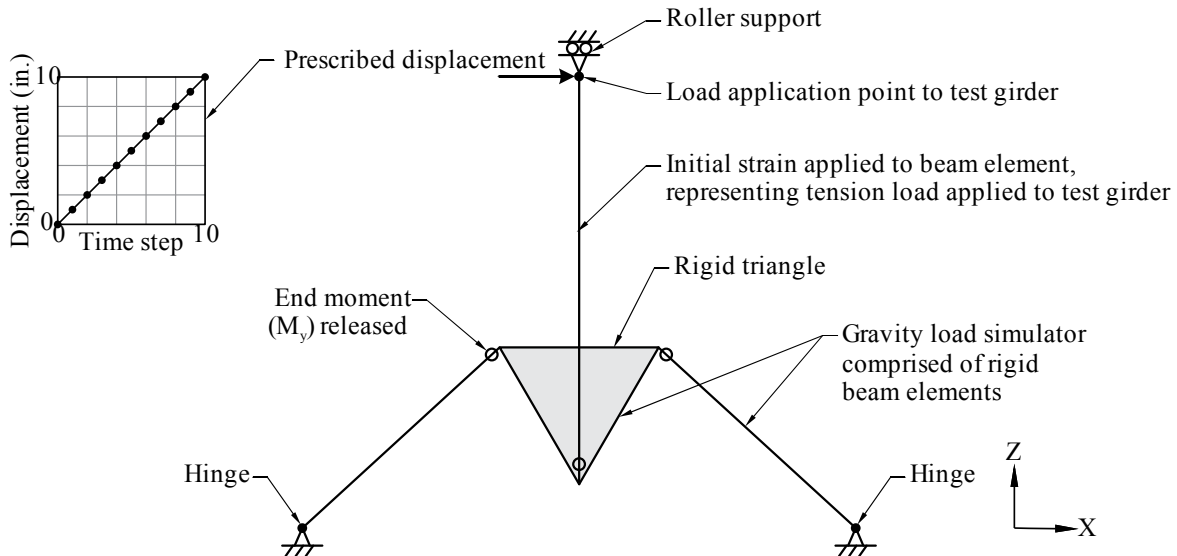 Roller support
Prescribed displacement
Load application point to test girder
Displacement (in.)
10
0
0
Time step
10
Initial strain applied to beam element,
representing tension load applied to test girder
Rigid triangle
End moment
(My) released
Gravity load simulator
comprised of rigid
beam elements
Hinge
Hinge
Z
X